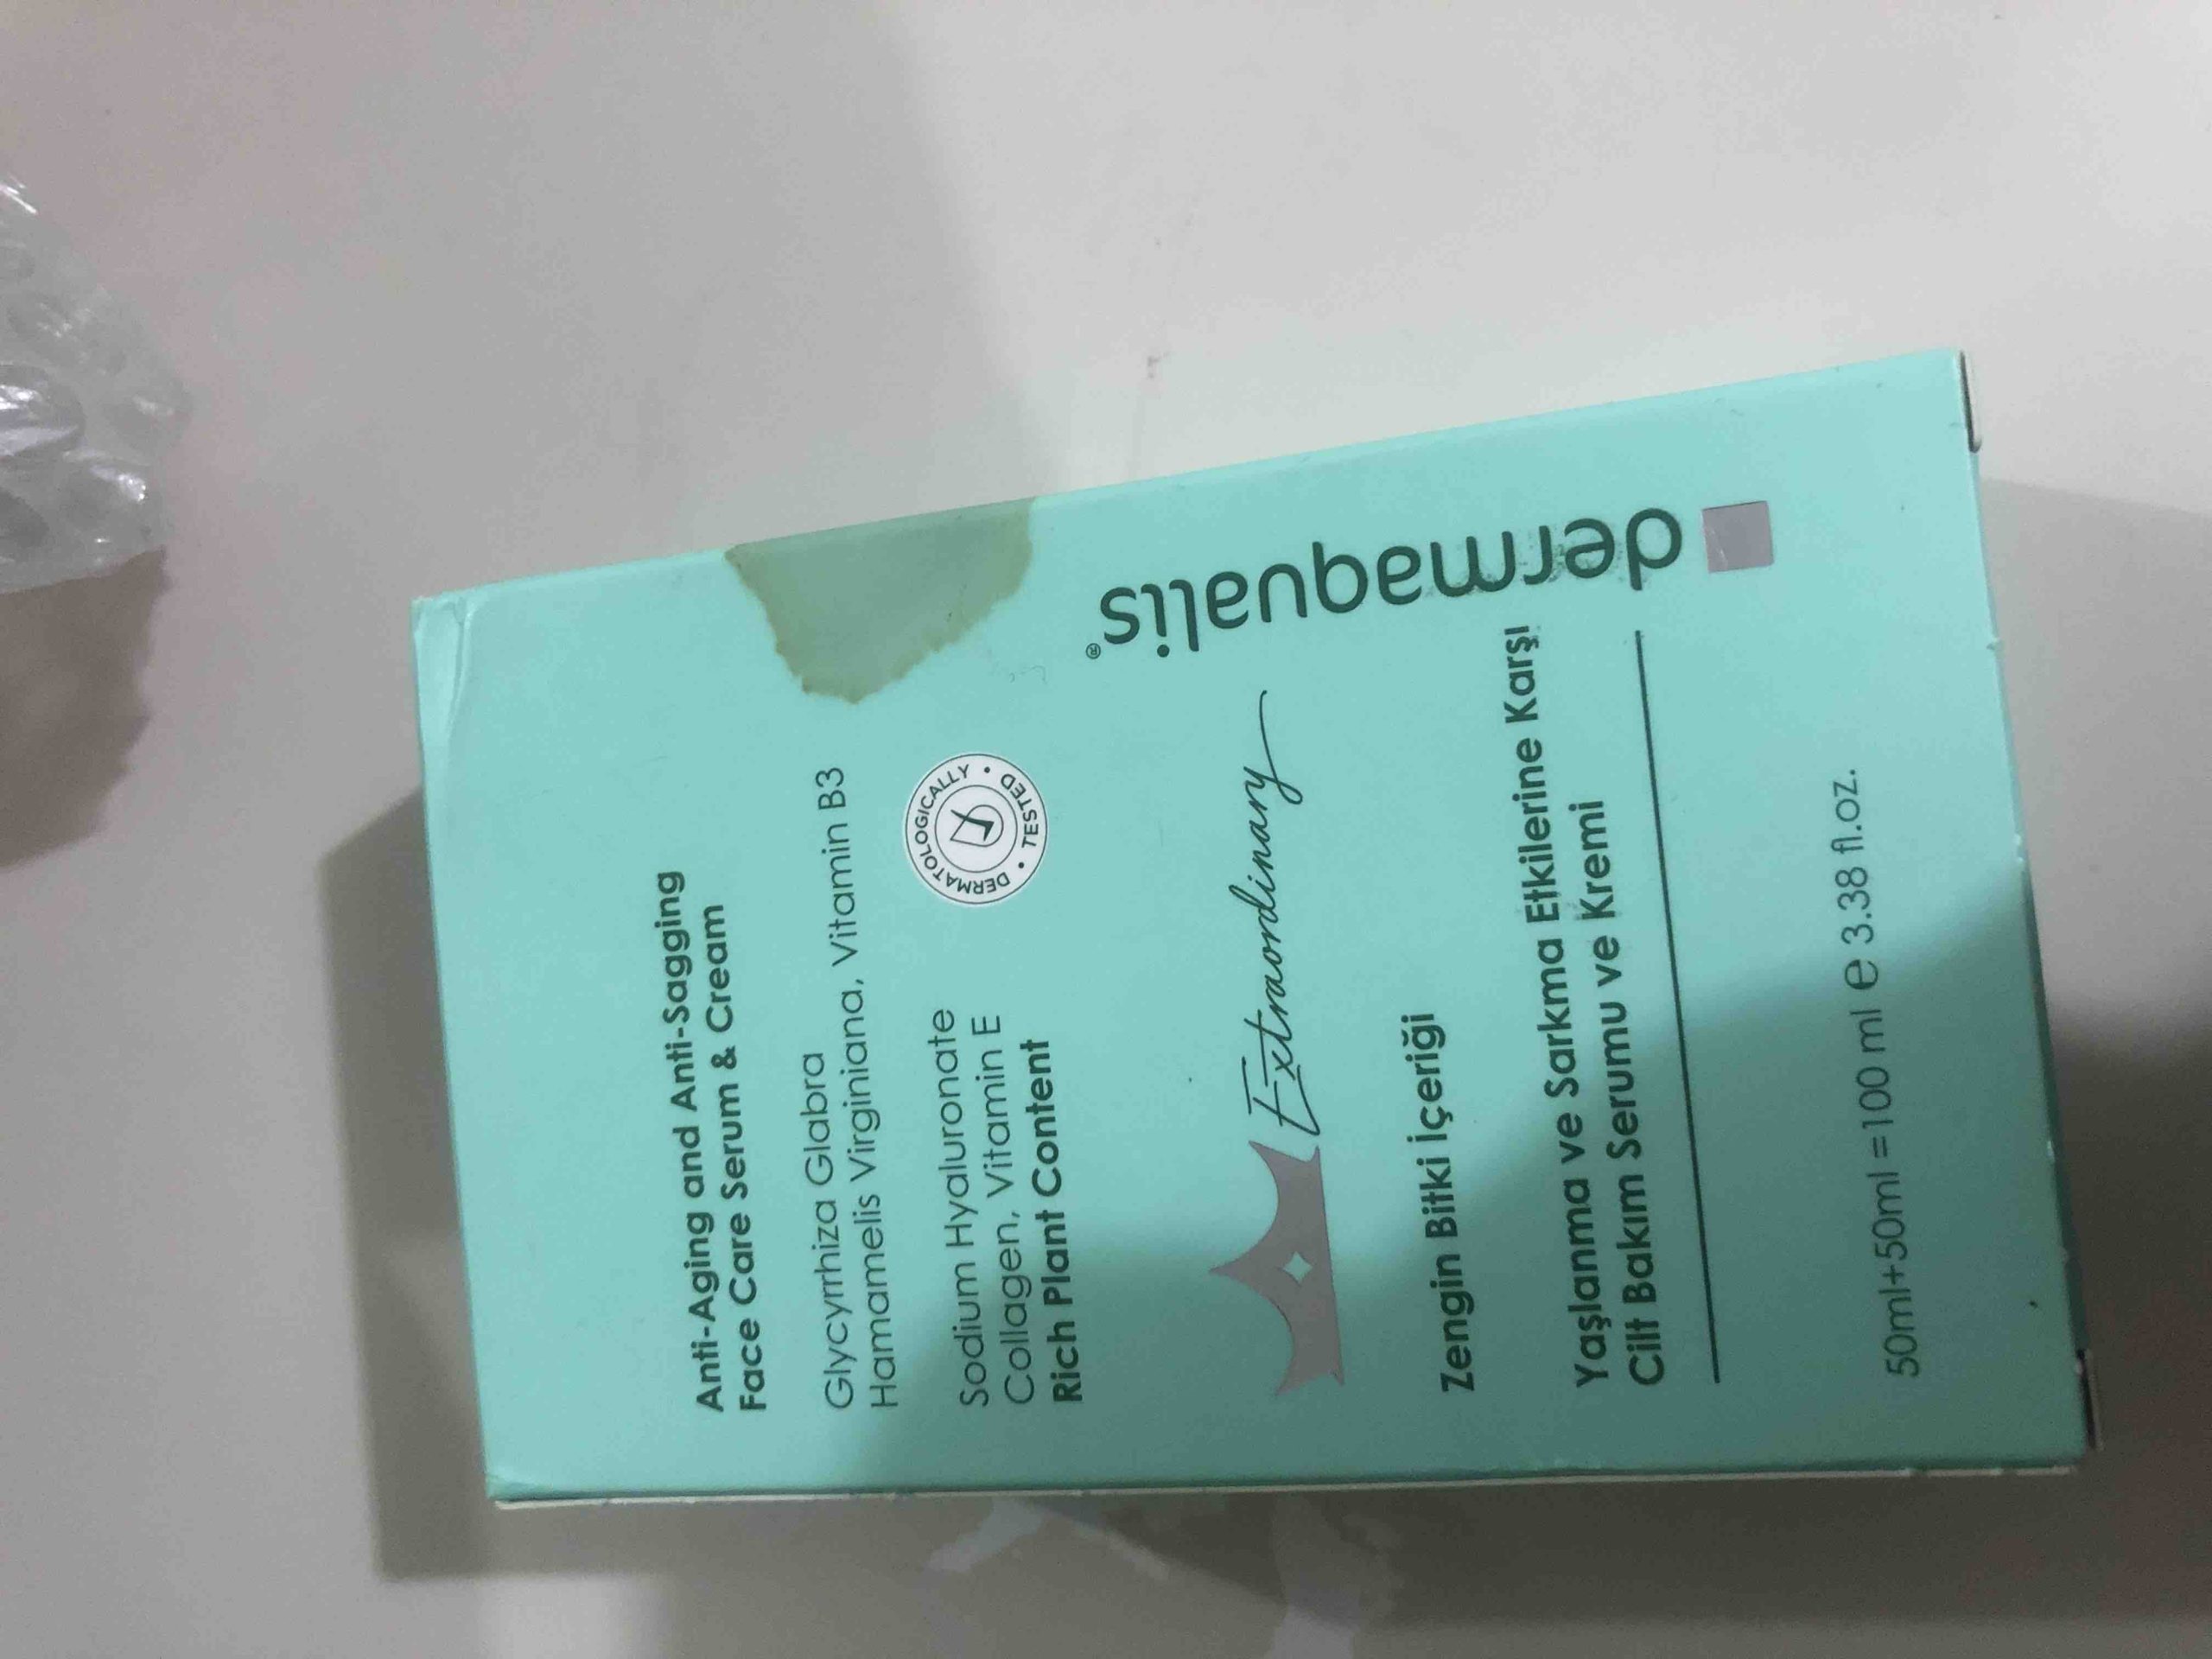 Anti-Aging and Anti-Sagging
Face Care Serum & Cream
Glycyrrhiza Glabra
Hamamelis Virginiana, Vitamin B3
Sodium Hyaluronate
Collagen, Vitamin E
Rich Plant Content
DERMATOLOGICALLY • TESTED •
Extraordinary
dermaqualis®
Zengin Bitki İçeriği
Yaşlanma ve Sarkma Etkilerine Karşı
Cilt Bakım Serumu ve Kremi
50ml+50ml=100 ml e 3.38 fl.oz.